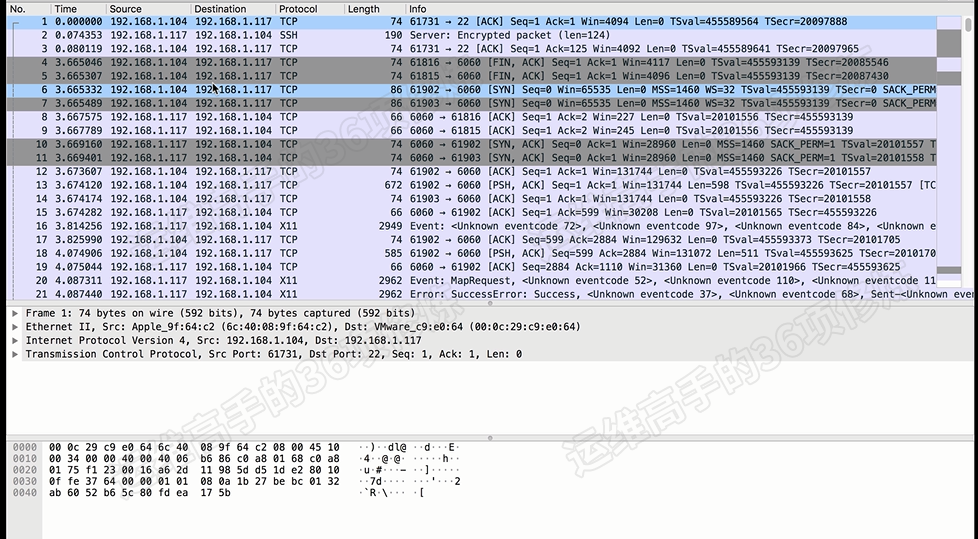 No. Time Source Destination Protocol Length Info
1 0.000000 192.168.1.104 192.168.1.117 TCP 74 61731 → 22 [ACK] Seq=1 Ack=1 Win=4094 Len=0 TSval=455589564 TSecr=20097888
2 0.074353 192.168.1.117 192.168.1.104 SSH 190 Server: Encrypted packet (len=124)
3 0.080119 192.168.1.104 192.168.1.117 TCP 74 61731 → 22 [ACK] Seq=1 Ack=125 Win=4092 Len=0 TSval=455589641 TSecr=20097965
4 3.665046 192.168.1.104 192.168.1.117 TCP 74 61816 → 6060 [FIN, ACK] Seq=1 Ack=1 Win=4117 Len=0 TSval=455593139 TSecr=20085546
5 3.665307 192.168.1.104 192.168.1.117 TCP 74 61815 → 6060 [FIN, ACK] Seq=1 Ack=1 Win=4096 Len=0 TSval=455593139 TSecr=20087430
6 3.665332 192.168.1.104 192.168.1.117 TCP 86 61902 → 6060 [SYN] Seq=0 Win=65535 Len=0 MSS=1460 WS=32 TSval=455593139 TSecr=0 SACK_PERM
7 3.665489 192.168.1.104 192.168.1.117 TCP 86 61903 → 6060 [SYN] Seq=0 Win=65535 Len=0 MSS=1460 WS=32 TSval=455593139 TSecr=0 SACK_PERM
8 3.667575 192.168.1.117 192.168.1.104 TCP 66 6060 → 61816 [ACK] Seq=1 Ack=2 Win=227 Len=0 TSval=20101556 TSecr=455593139
9 3.667789 192.168.1.117 192.168.1.104 TCP 66 6060 → 61815 [ACK] Seq=1 Ack=2 Win=245 Len=0 TSval=20101556 TSecr=455593139
10 3.669160 192.168.1.117 192.168.1.104 TCP 74 6060 → 61902 [SYN, ACK] Seq=0 Ack=1 Win=28960 Len=0 MSS=1460 SACK_PERM=1 TSval=20101557 T
11 3.669401 192.168.1.117 192.168.1.104 TCP 74 6060 → 61903 [SYN, ACK] Seq=0 Ack=1 Win=28960 Len=0 MSS=1460 SACK_PERM=1 TSval=20101558 T
12 3.673607 192.168.1.104 192.168.1.117 TCP 74 61902 → 6060 [ACK] Seq=1 Ack=1 Win=131744 Len=0 TSval=455593226 TSecr=20101557
13 3.674120 192.168.1.104 192.168.1.117 TCP 672 61902 → 6060 [PSH, ACK] Seq=1 Ack=1 Win=131744 Len=598 TSval=455593226 TSecr=20101557 [TC
14 3.674174 192.168.1.104 192.168.1.117 TCP 74 61903 → 6060 [ACK] Seq=1 Ack=1 Win=131744 Len=0 TSval=455593226 TSecr=20101558
15 3.674282 192.168.1.117 192.168.1.104 TCP 66 6060 → 61902 [ACK] Seq=1 Ack=599 Win=30208 Len=0 TSval=20101565 TSecr=455593226
16 3.814256 192.168.1.117 192.168.1.104 X11 2949 Event: <Unknown eventcode 72>, <Unknown eventcode 97>, <Unknown eventcode 84>, <Unknown e
17 3.825990 192.168.1.104 192.168.1.117 TCP 74 61902 → 6060 [ACK] Seq=599 Ack=2884 Win=129632 Len=0 TSval=455593373 TSecr=20101705
18 4.074906 192.168.1.104 192.168.1.117 TCP 585 61902 → 6060 [PSH, ACK] Seq=599 Ack=2884 Win=131072 Len=511 TSval=455593625 TSecr=2010170
19 4.075044 192.168.1.117 192.168.1.104 TCP 66 6060 → 61902 [ACK] Seq=2884 Ack=1110 Win=31360 Len=0 TSval=20101966 TSecr=455593625
20 4.087311 192.168.1.117 192.168.1.104 X11 2962 Event: MapRequest, <Unknown eventcode 52>, <Unknown eventcode 110>, <Unknown eventcode 11
21 4.087440 192.168.1.117 192.168.1.104 X11 2962 Error: SuccessError: Success, <Unknown eventcode 37>, <Unknown eventcode 68>, Sent-<Unknown even
Frame 1: 74 bytes on wire (592 bits), 74 bytes captured (592 bits)
Ethernet II, Src: Apple_9f:64:c2 (6c:40:08:9f:64:c2), Dst: VMware_c9:e0:64 (00:0c:29:c9:e0:64)
Internet Protocol Version 4, Src: 192.168.1.104, Dst: 192.168.1.117
Transmission Control Protocol, Src Port: 61731, Dst Port: 22, Seq: 1, Ack: 1, Len: 0
0000 00 0c 29 c9 e0 64 6c 40 08 9f 64 c2 08 00 45 10 ··)··dl@ ··d···E·
0010 00 34 00 00 40 00 40 06 b6 86 c0 a8 01 68 c0 a8 ·4··@·@· ·····h··
0020 01 75 f1 23 00 16 a6 2d 11 98 5d d5 1d e2 80 10 ·u·#···- ··]·····
0030 0f fe 37 64 00 00 01 01 08 0a 1b 27 be bc 01 32 ··7d···· ···'···2
0040 ab 60 52 b6 5c 80 fd ea 17 5b ·`R·\··· ·[
运维高手的36项修炼
运维高手的36项修炼
运维高手的36项修炼
运维高手的36项修炼